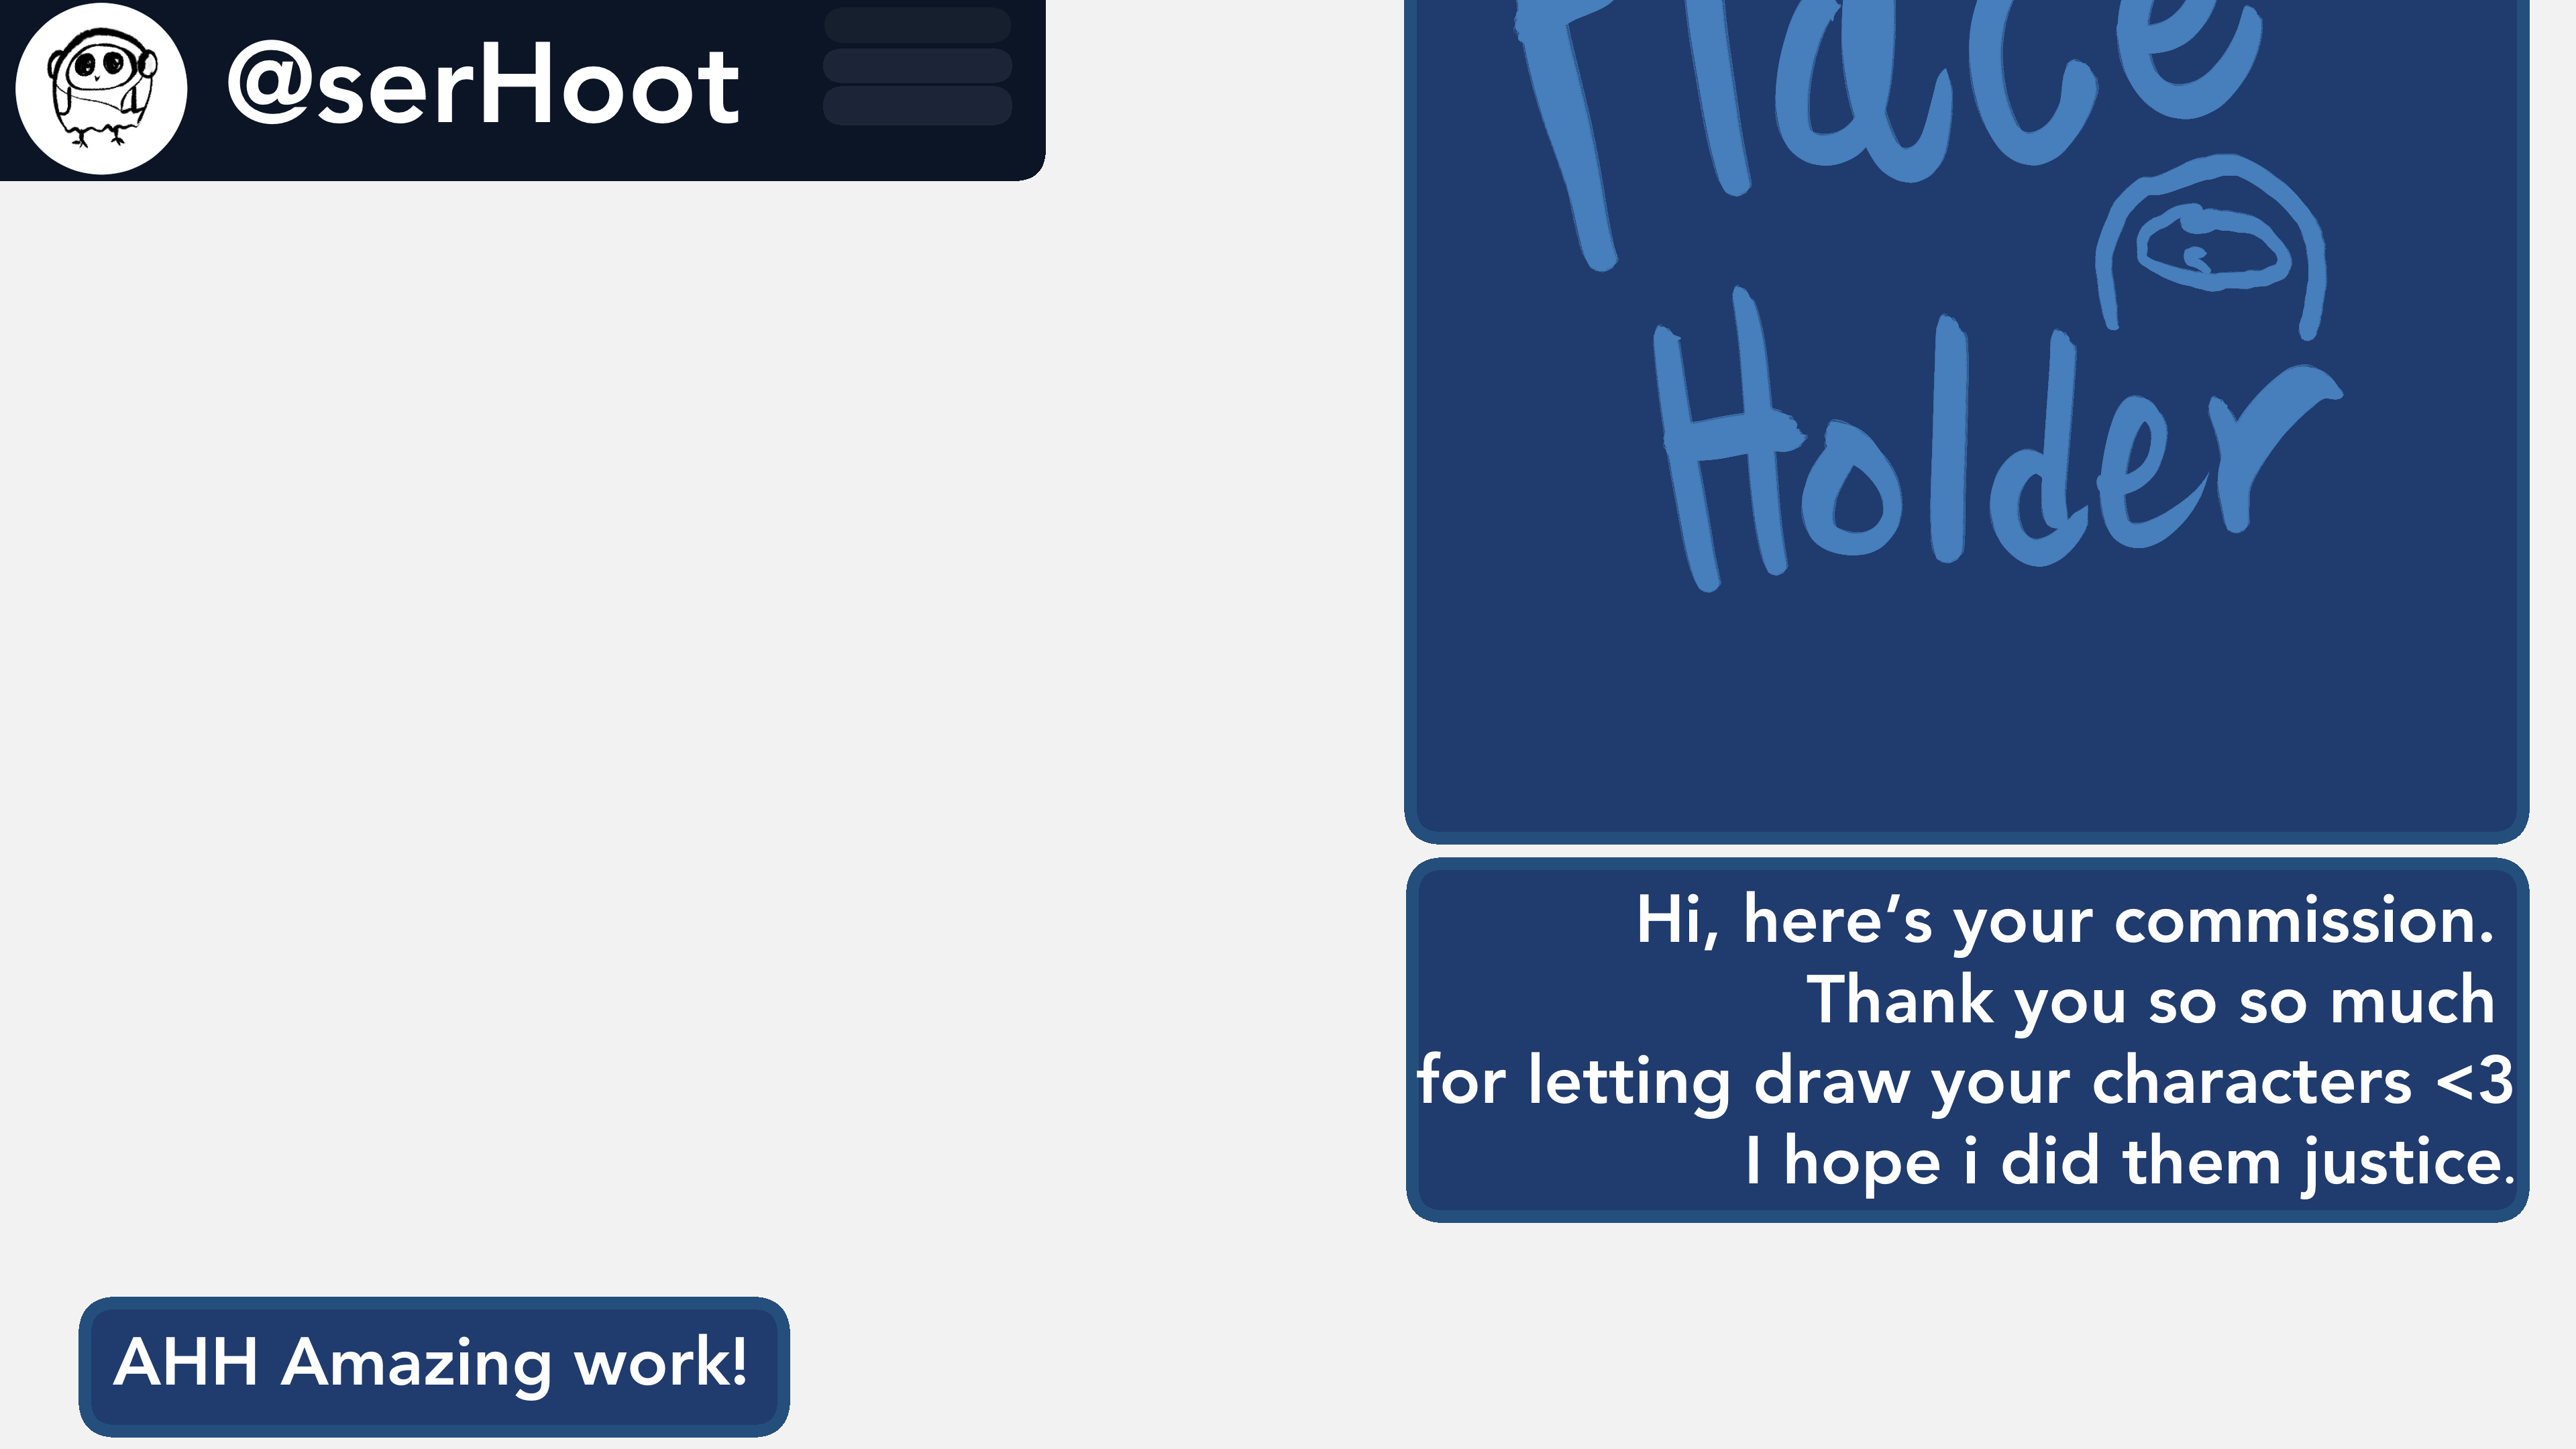 @serHoot
Place
Holder
Hi, here’s your commission.
Thank you so so much
for letting draw your characters <3
I hope i did them justice.
AHH Amazing work!